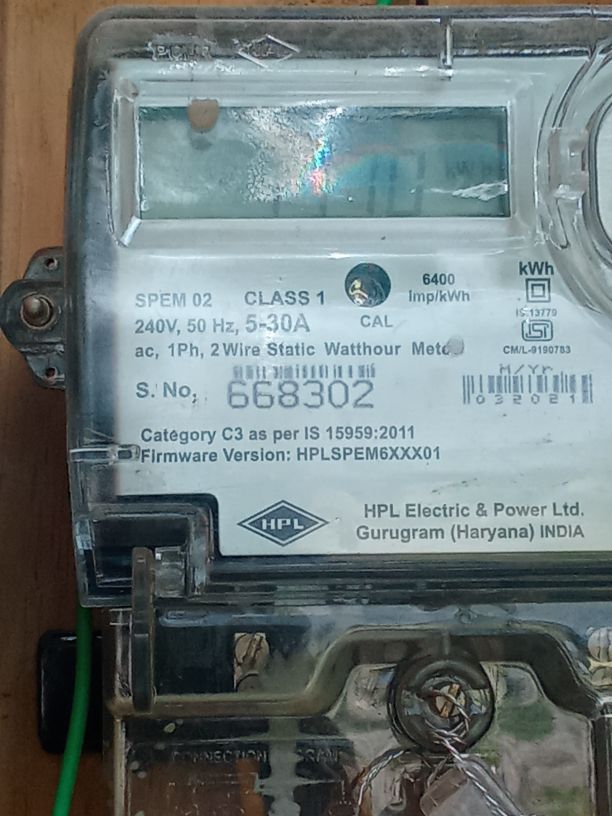 SPEM 02 CLASS 1
6400
imp/kWh
kWh
240V, 50 Hz, 5-30A
CAL
IS:13779
ac, 1Ph, 2 Wire Static Watthour
CM/L-9190783
M/Yr
S. No. 668302
032021
Category C3 as per IS 15959:2011
Firmware Version: HPLSPEM6XXX01
HPL
HPL Electric & Power Ltd.
Gurugram (Haryana) INDIA
CONNECTION